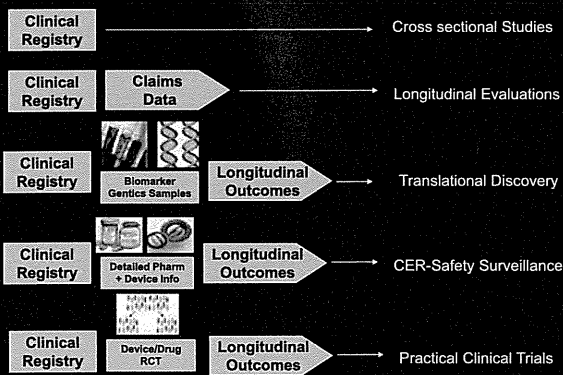 Clinical
Registry
Cross sectional Studies
Clinical
Registry
Claims
Data
Longitudinal Evaluations
Clinical
Registry
Biomarker
Gentics Samples
Longitudinal
Outcomes
Translational Discovery
Clinical
Registry
Detailed Pharm
+ Device Info
Longitudinal
Outcomes
CER-Safety Surveillance
Clinical
Registry
Device/Drug
RCT
Longitudinal
Outcomes
Practical Clinical Trials